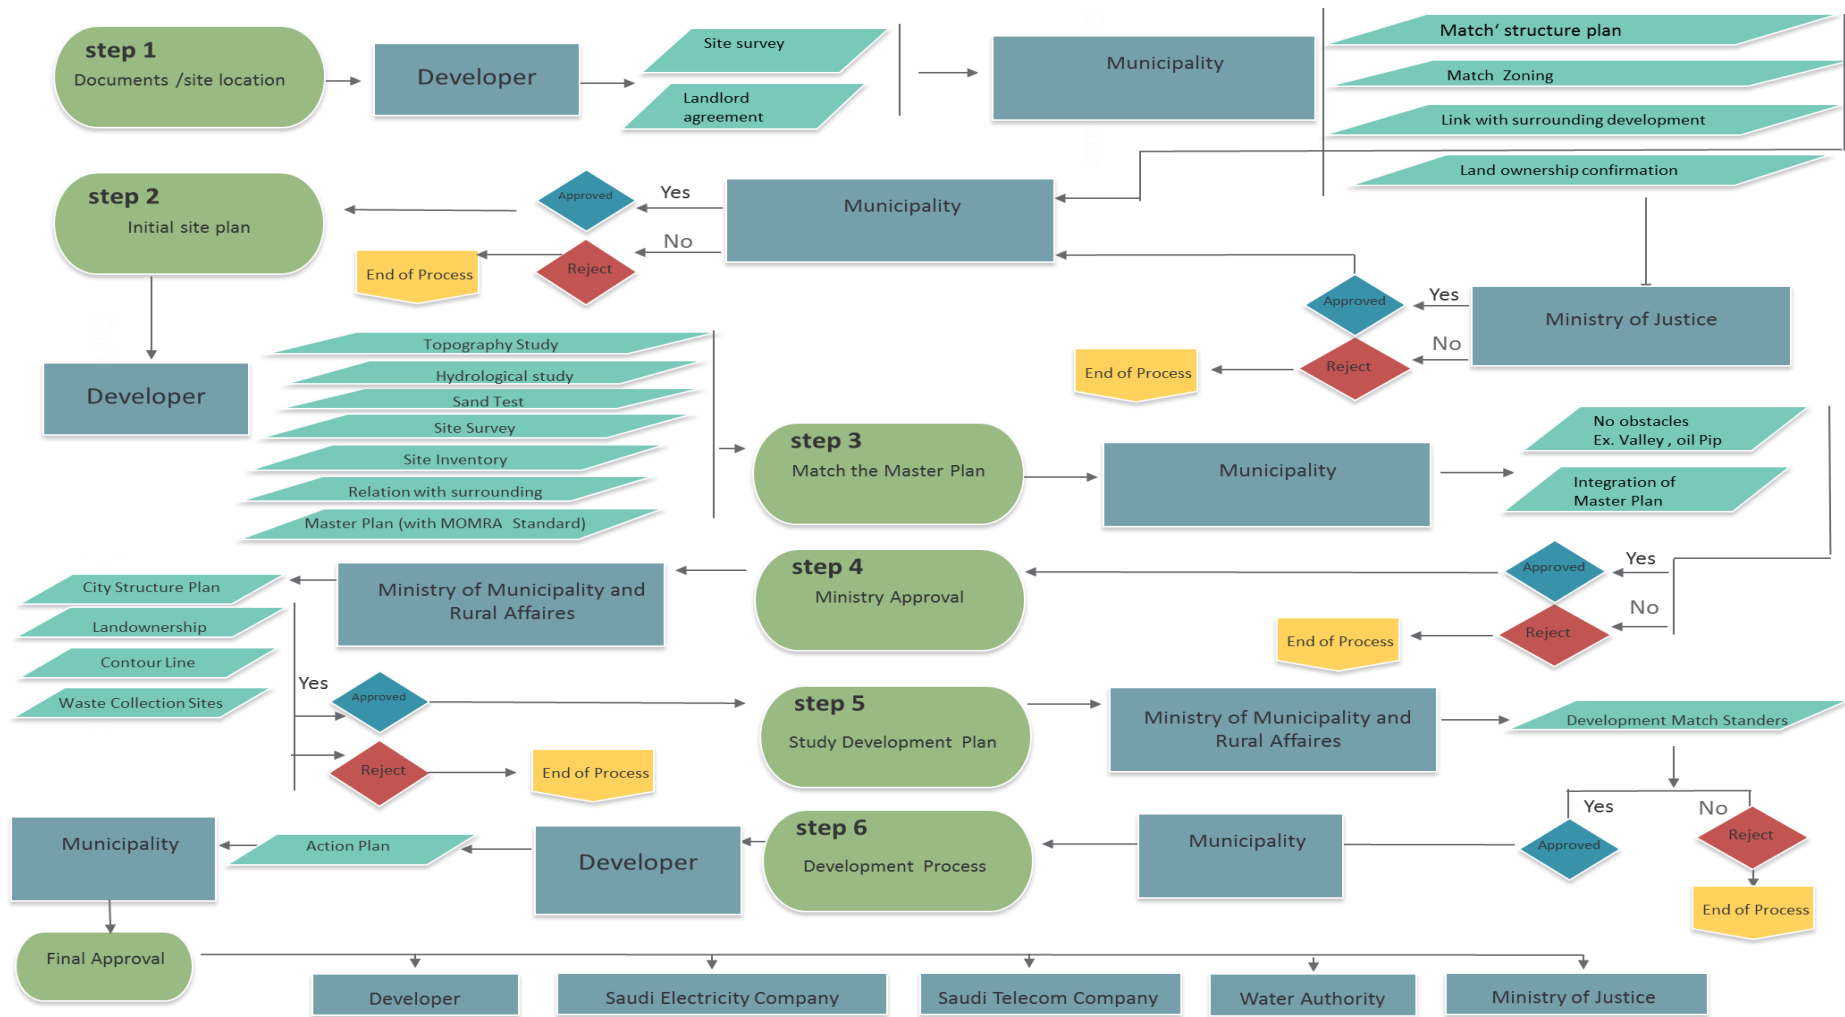 step 1
Documents /site location
Developer
Site survey
Landlord
agreement
Municipality
Match‘ structure plan
Match Zoning
Link with surrounding development
Land ownership confirmation
step 2
Initial site plan
Approved
Yes
Municipality
No
Reject
End of Process
Approved
Yes
Ministry of Justice
No
Reject
End of Process
Developer
Topography Study
Hydrological study
Sand Test
Site Survey
Site Inventory
Relation with surrounding
Master Plan (with MOMRA Standard)
step 3
Match the Master Plan
Municipality
No obstacles
Ex. Valley , oil Pip
Integration of
Master Plan
Yes
Approved
No
Reject
End of Process
step 4
Ministry Approval
Ministry of Municipality and
Rural Affaires
City Structure Plan
Landownership
Contour Line
Waste Collection Sites
Yes
Approved
Reject
End of Process
step 5
Study Development Plan
Ministry of Municipality and
Rural Affaires
Development Match Standers
Yes
No
Approved
Reject
End of Process
Municipality
step 6
Development Process
Developer
Action Plan
Municipality
Final Approval
Developer
Saudi Electricity Company
Saudi Telecom Company
Water Authority
Ministry of Justice